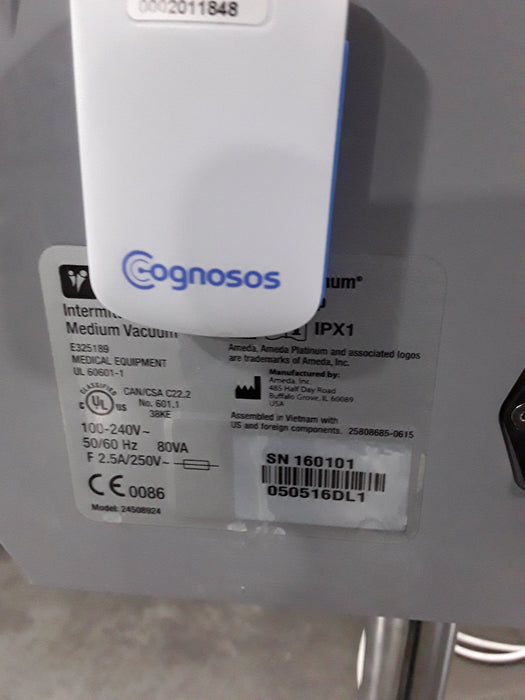 0002011848
Cognosos
Medium Vacuum
IPX1
E325189
MEDICAL EQUIPMENT
UL 60601-1
CLASSIFIED
C UL US
CAN/CSA C22.2
No. 601.1
38KE
100-240V~
50/60 Hz 80VA
F 2.5A/250V~
CE 0086
Model: 24508924
Ameda, Ameda Platinum and associated logos
are trademarks of Ameda, Inc.
Manufactured by:
Ameda, Inc.
485 Half Day Road
Buffalo Grove, IL 60089
USA
Assembled in Vietnam with
US and foreign components. 25808685-0615
SN 160101
050516DL1